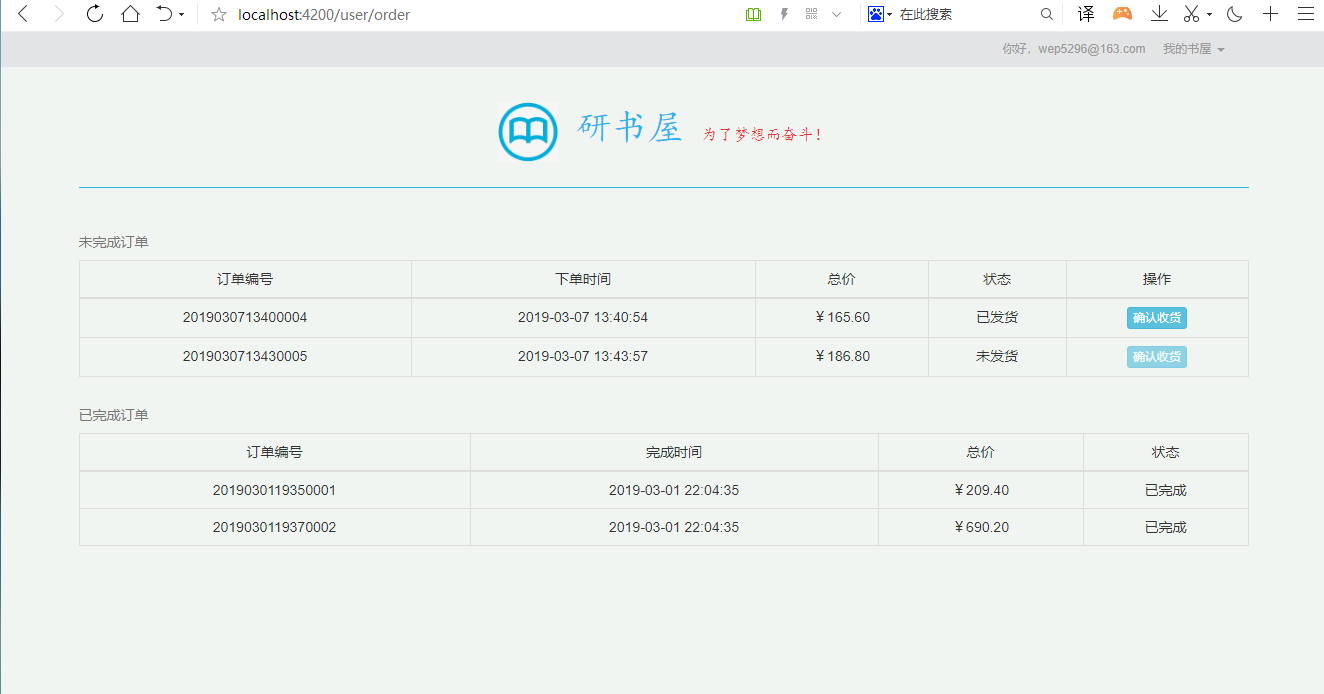 localhost:4200/user/order 在此搜索 译
你好，wep5296@163.com 我的书屋
研书屋 为了梦想而奋斗！
未完成订单
订单编号 下单时间 总价 状态 操作
2019030713400004 2019-03-07 13:40:54 ￥165.60 已发货 确认收货
2019030713430005 2019-03-07 13:43:57 ￥186.80 未发货 确认收货
已完成订单
订单编号 完成时间 总价 状态
2019030119350001 2019-03-01 22:04:35 ￥209.40 已完成
2019030119370002 2019-03-01 22:04:35 ￥690.20 已完成